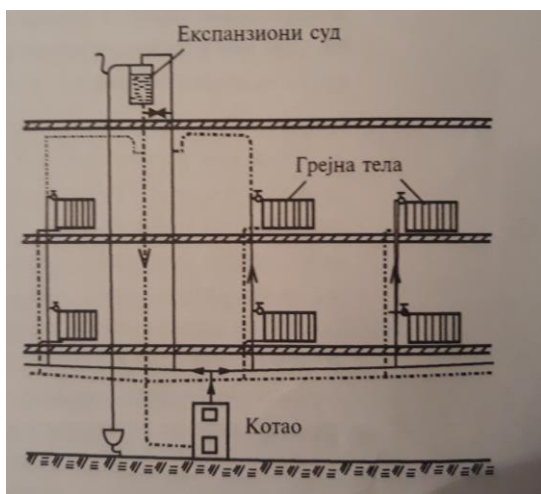 Експанзиони суд
Грејна тела
Котао